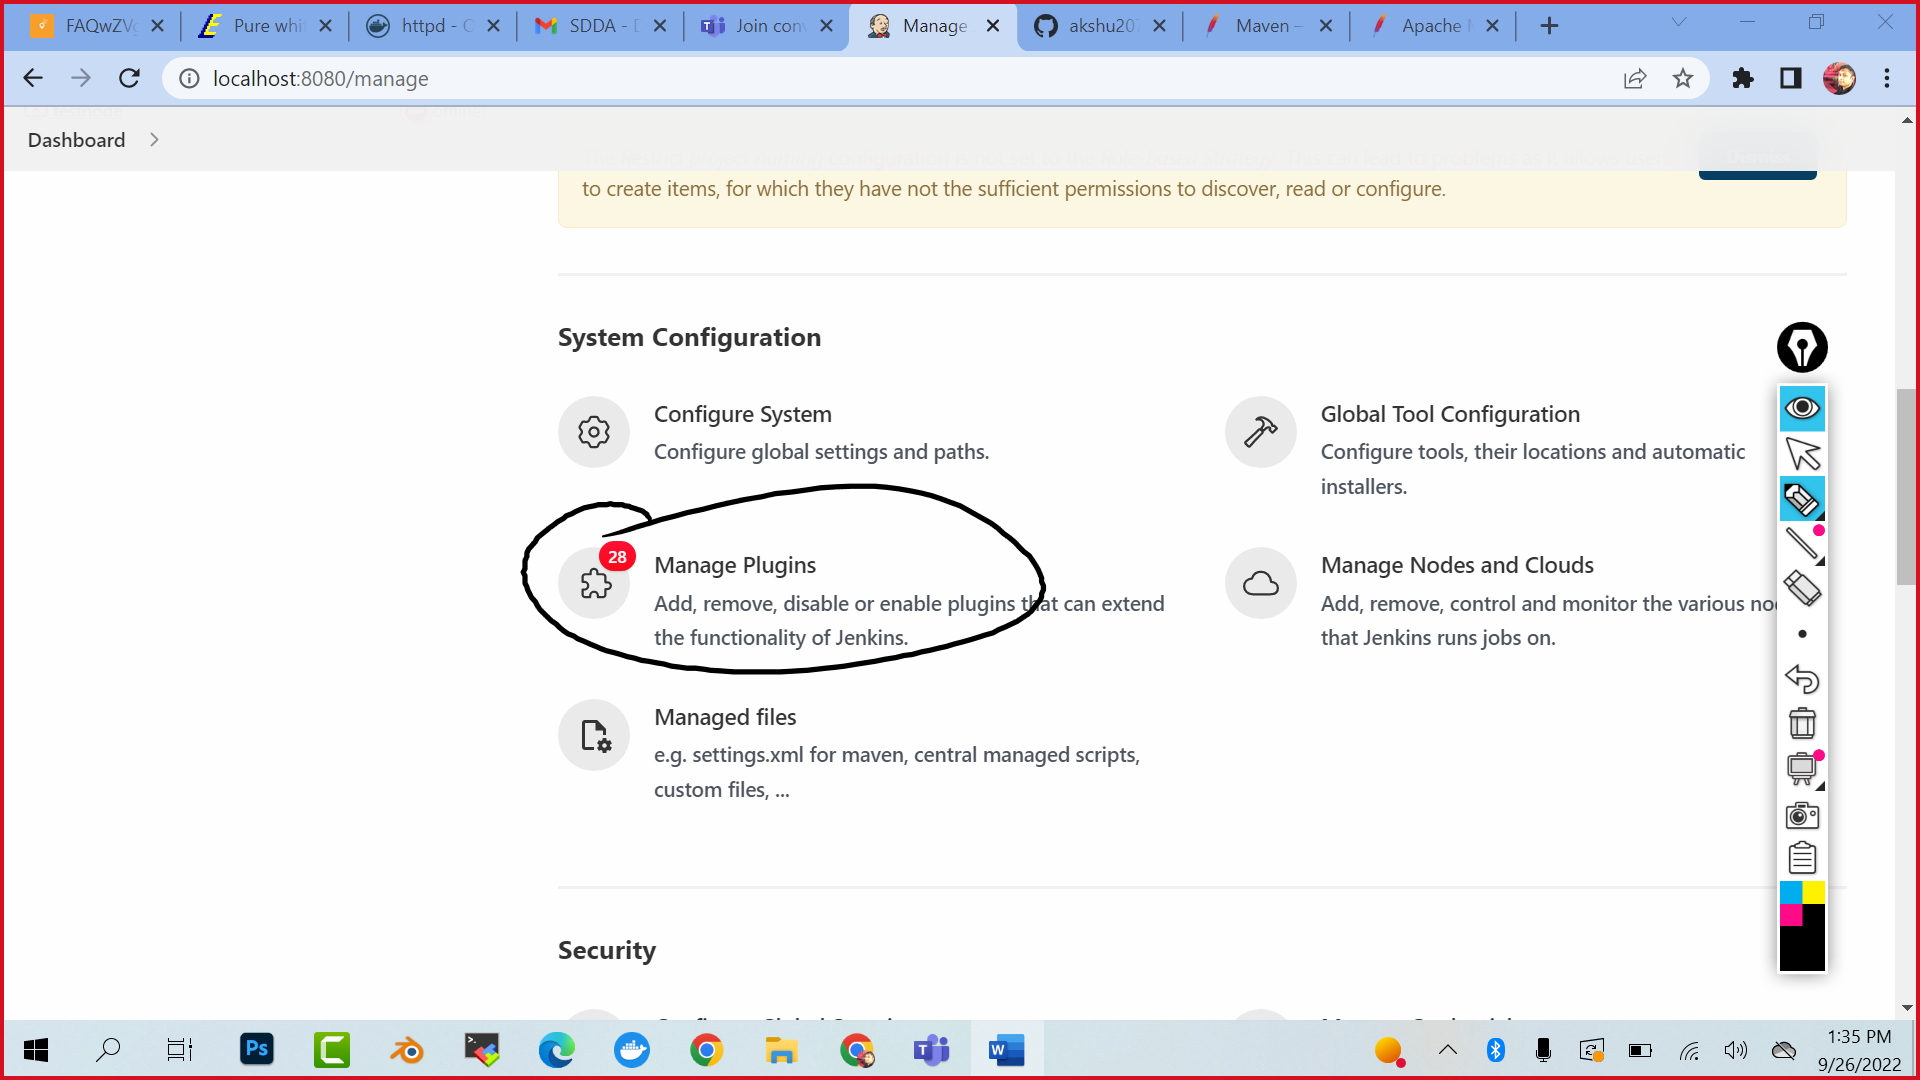 FAQwZV
Pure whi
httpd -
SDDA -
Join con
Manage
akshu207
Maven –
Apache
localhost:8080/manage
Dashboard
to create items, for which they have not the sufficient permissions to discover, read or configure.
System Configuration
Configure System
Configure global settings and paths.
Global Tool Configuration
Configure tools, their locations and automatic
installers.
28
Manage Plugins
Add, remove, disable or enable plugins that can extend
the functionality of Jenkins.
Manage Nodes and Clouds
Add, remove, control and monitor the various no
that Jenkins runs jobs on.
Managed files
e.g. settings.xml for maven, central managed scripts,
custom files, ...
Security
Ps
1:35 PM
9/26/2022